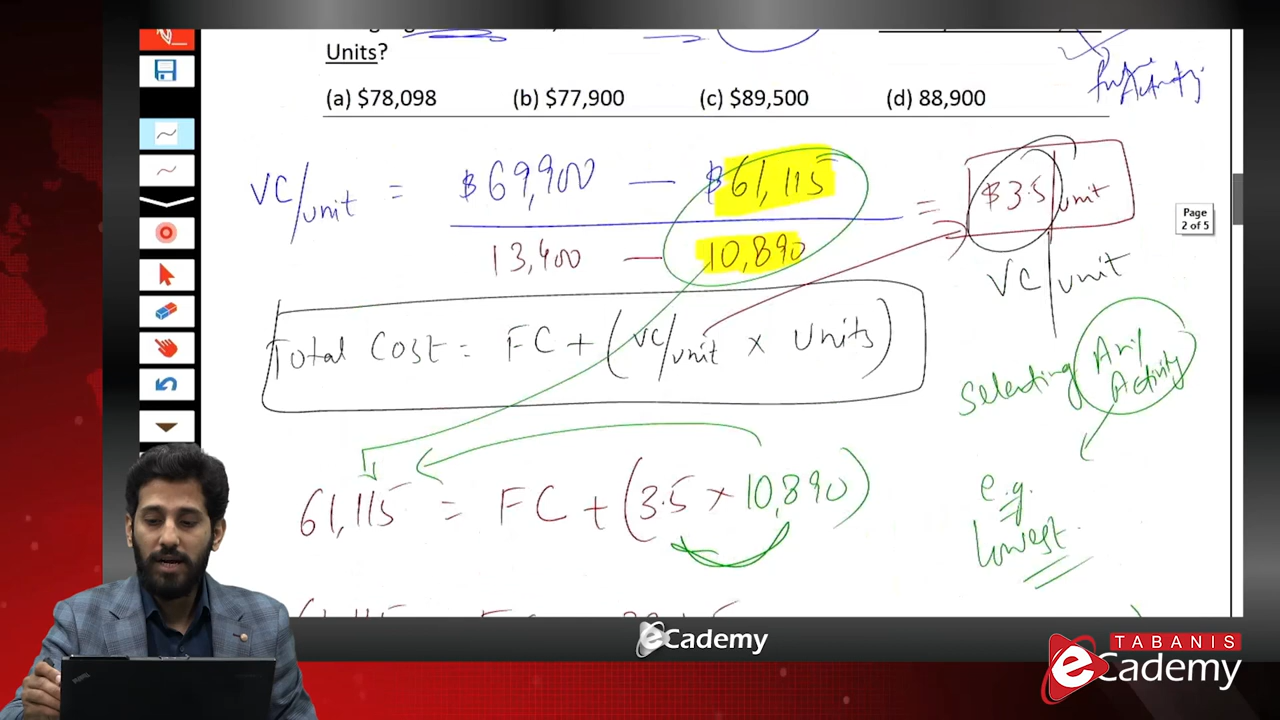 Units?
(a) $78,098 (b) $77,900 (c) $89,500 (d) 88,900
Activity
VC/unit = $69,900 — $61,115 = $3.5 unit
13,400 — 10,890
VC unit
Page
2 of 5
Total Cost = FC + (VC/unit x Units)
Selecting Any
Activity
61,115 = FC + (3.5 x 10,890)
e.g.
lowest
eCademy
TABANIS
eCademy